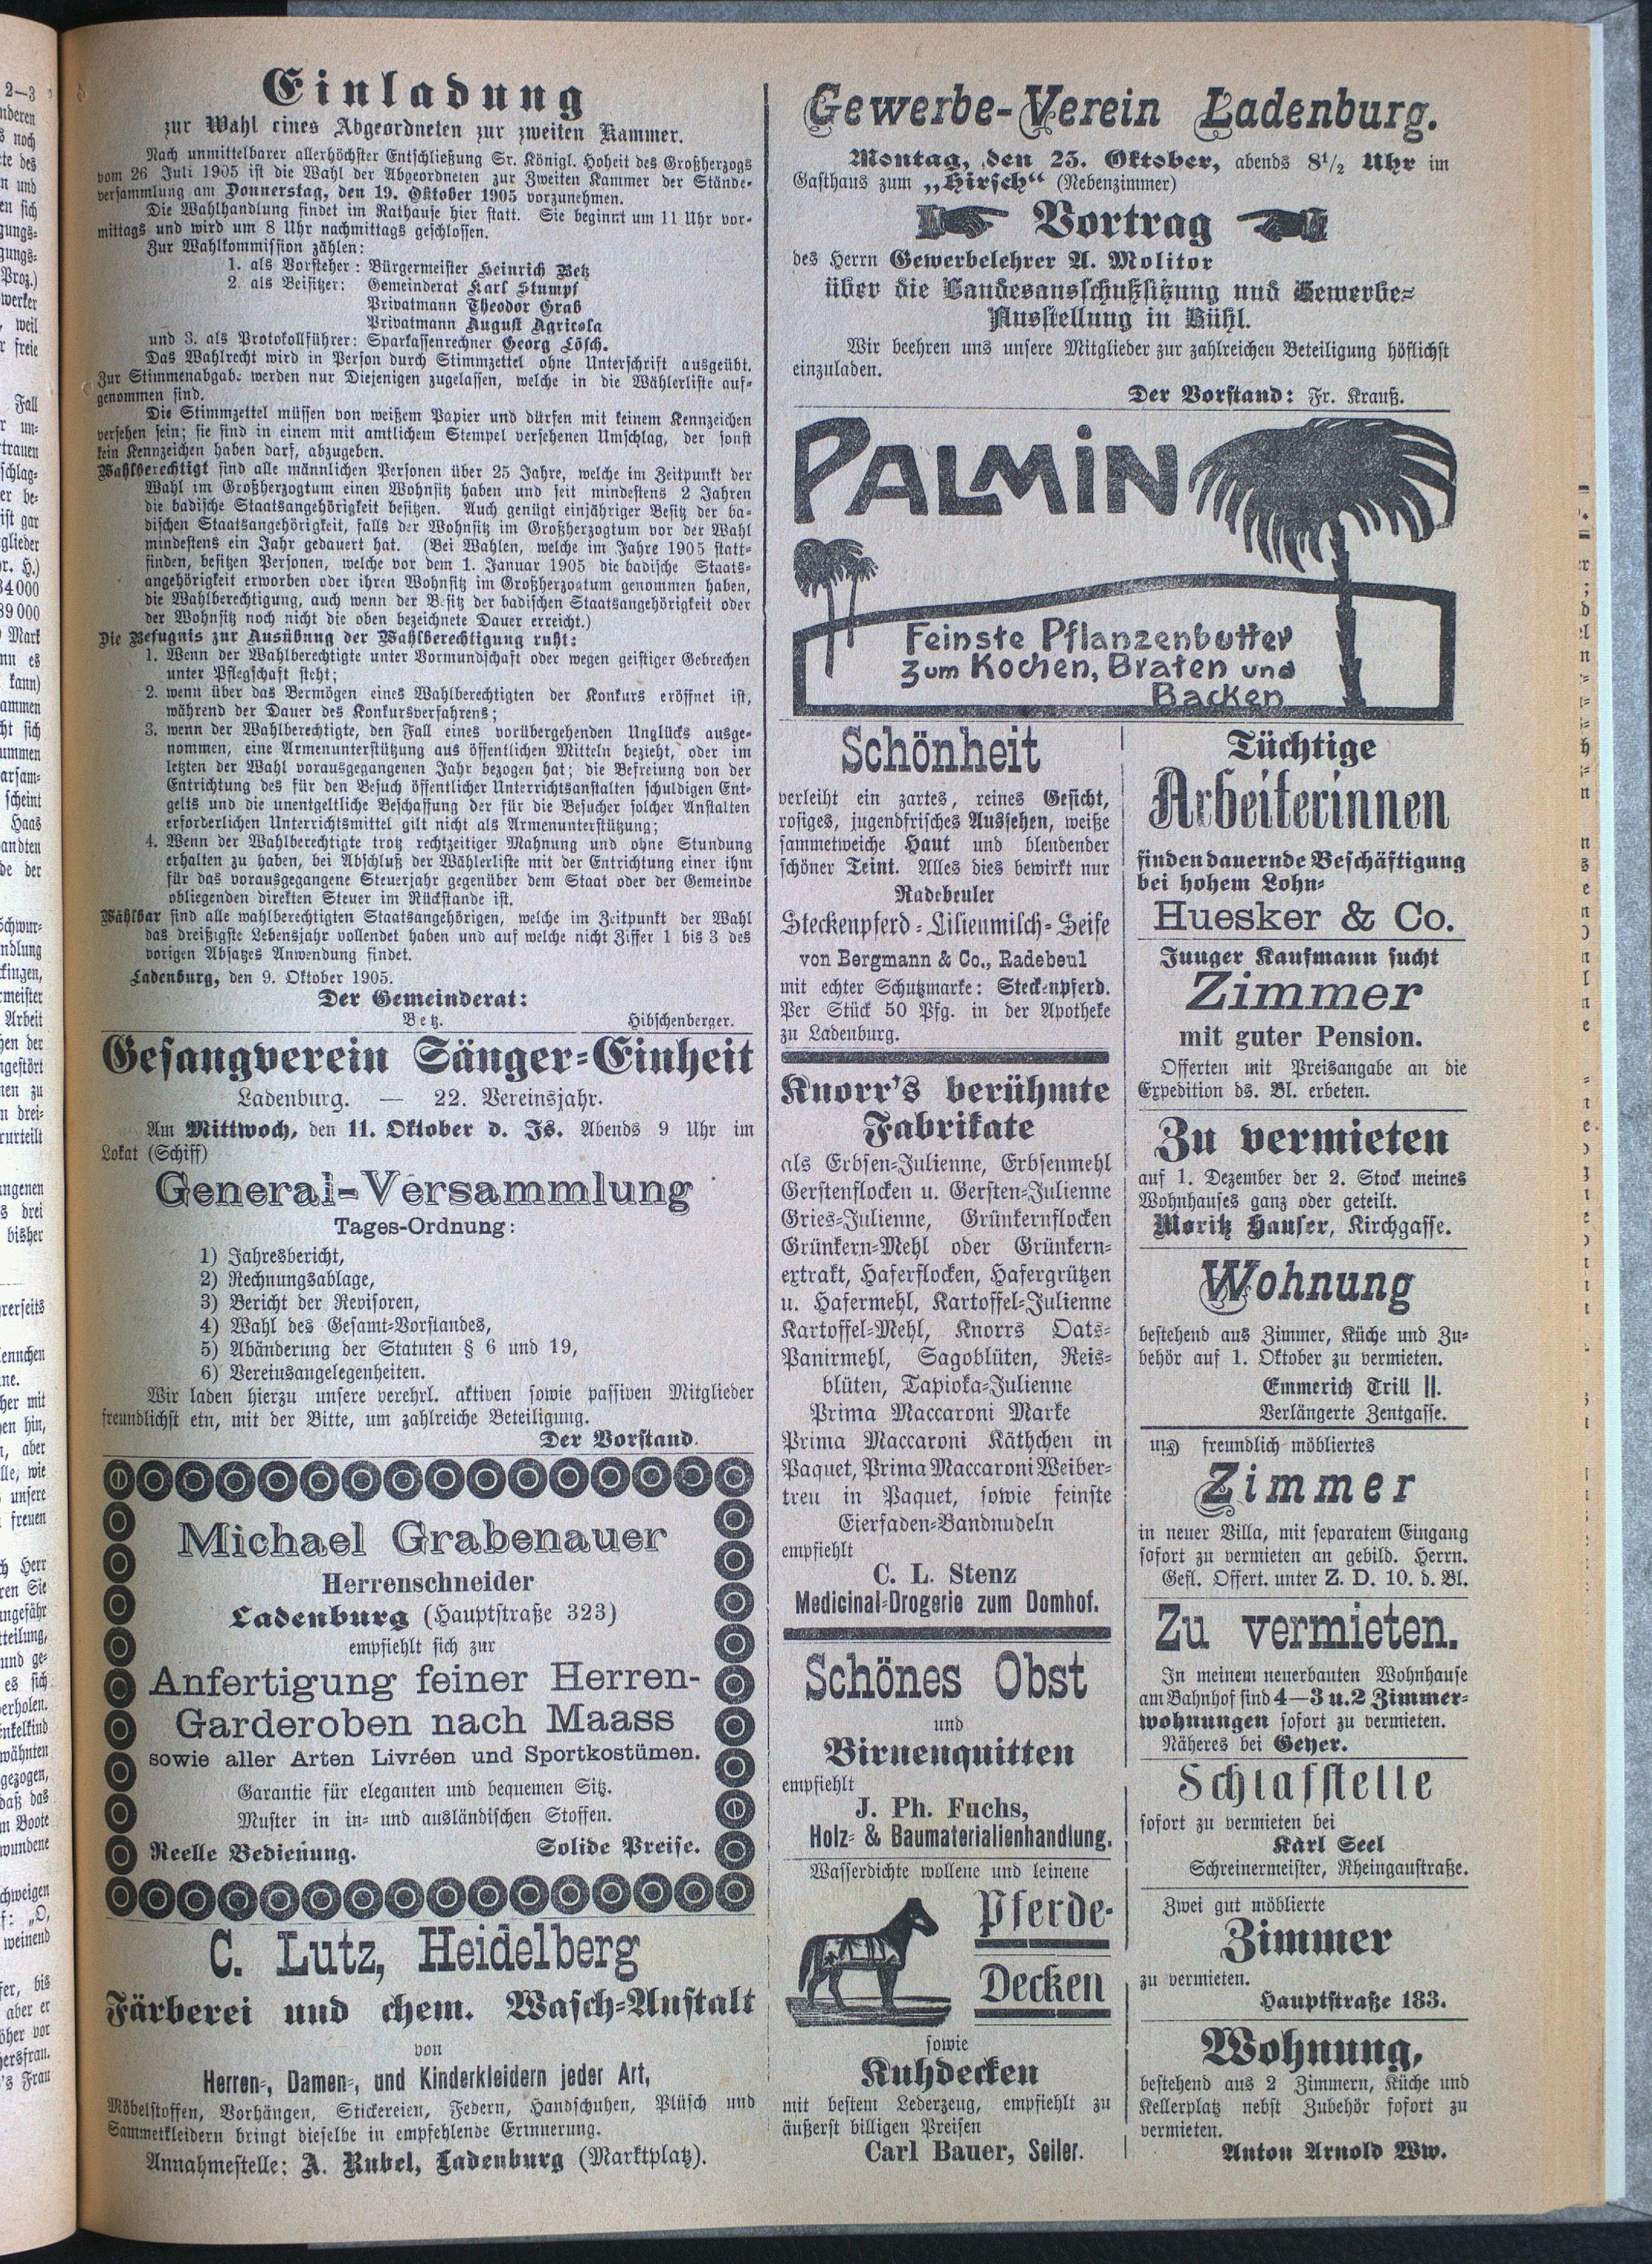 Einladung
zur Wahl eines Abgeordneten zur zweiten Kammer.
Nach unmittelbarer allerhöchster Entschließung Sr. Königl. Hoheit des Großherzogs
vom 26 Juli 1905 ist die Wahl der Abgeordneten zur Zweiten Kammer der Stände-
versammlung am Donnerstag, den 19. Oktober 1905 vorzunehmen.
Die Wahlhandlung findet im Rathause hier statt. Sie beginnt um 11 Uhr vor-
mittags und wird um 8 Uhr nachmittags geschlossen.
Zur Wahlkommission zählen:
1. als Vorsteher: Bürgermeister Heinrich Betz
2. als Beisitzer: Gemeinderat Karl Stumpf
Privatmann Theodor Grab
Privatmann August Agricola
und 3. als Protokollführer: Sparkassenrechner Georg Lösch.
Das Wahlrecht wird in Person durch Stimmzettel ohne Unterschrift ausgeübt.
Zur Stimmenabgabe werden nur Diejenigen zugelassen, welche in die Wählerliste auf-
genommen sind.
Die Stimmzettel müssen von weißem Papier und dürfen mit keinem Kennzeichen
versehen sein; sie sind in einem mit amtlichem Stempel versehenen Umschlag, der sonst
kein Kennzeichen haben darf, abzugeben.
Wahlberechtigt sind alle männlichen Personen über 25 Jahre, welche im Zeitpunkt der
Wahl im Großherzogtum einen Wohnsitz haben und seit mindestens 2 Jahren
die badische Staatsangehörigkeit besitzen. Auch genügt einjähriger Besitz der ba-
dischen Staatsangehörigkeit, falls der Wohnsitz im Großherzogtum vor der Wahl
mindestens ein Jahr gedauert hat. (Bei Wahlen, welche im Jahre 1905 statt-
finden, besitzen Personen, welche vor dem 1. Januar 1905 die badische Staats-
angehörigkeit erworben oder ihren Wohnsitz im Großherzogtum genommen haben,
die Wahlberechtigung, auch wenn der Besitz der badischen Staatsangehörigkeit oder
der Wohnsitz noch nicht die oben bezeichnete Dauer erreicht.)
Die Befugnis zur Ausübung der Wahlberechtigung ruht:
1. Wenn der Wahlberechtigte unter Vormundschaft oder wegen geistiger Gebrechen
unter Pflegschaft steht;
2. wenn über das Vermögen eines Wahlberechtigten der Konkurs eröffnet ist,
während der Dauer des Konkursverfahrens;
3. wenn der Wahlberechtigte, den Fall eines vorübergehenden Unglücks ausge-
nommen, eine Armenunterstützung aus öffentlichen Mitteln bezieht, oder im
letzten der Wahl vorausgegangenen Jahr bezogen hat; die Befreiung von der
Entrichtung des für den Besuch öffentlicher Unterrichtsanstalten schuldigen Ent-
gelts und die unentgeltliche Beschaffung der für die Besucher solcher Anstalten
erforderlichen Unterrichtsmittel gilt nicht als Armenunterstützung;
4. Wenn der Wahlberechtigte trotz rechtzeitiger Mahnung und ohne Stundung
erhalten zu haben, bei Abschluß der Wählerliste mit der Entrichtung einer ihm
für das vorausgegangene Steuerjahr gegenüber dem Staat oder der Gemeinde
obliegenden direkten Steuer im Rückstande ist.
Wählbar sind alle wahlberechtigten Staatsangehörigen, welche im Zeitpunkt der Wahl
das dreißigste Lebensjahr vollendet haben und auf welche nicht Ziffer 1 bis 3 des
vorigen Absatzes Anwendung findet.
Ladenburg, den 9. Oktober 1905.
Der Gemeinderat:
Betz. Hibschenberger.
Gesangverein Sänger-Einheit
Ladenburg. — 22. Vereinsjahr.
Am Mittwoch, den 11. Oktober d. Js. Abends 9 Uhr im
Lokat (Schiff)
General-Versammlung
Tages-Ordnung:
1) Jahresbericht,
2) Rechnungsablage,
3) Bericht der Revisoren,
4) Wahl des Gesamt-Vorstandes,
5) Abänderung der Statuten § 6 und 19,
6) Vereinsangelegenheiten.
Wir laden hierzu unsere verehrl. aktiven sowie passiven Mitglieder
freundlichst etn, mit der Bitte, um zahlreiche Beteiligung.
Der Vorstand.
Michael Grabenauer
Herrenschneider
Ladenburg (Hauptstraße 323)
empfiehlt sich zur
Anfertigung feiner Herren-
Garderoben nach Maass
sowie aller Arten Livréen und Sportkostümen.
Garantie für eleganten und bequemen Sitz.
Muster in in- und ausländischen Stoffen.
Reelle Bedienung. Solide Preise.
C. Lutz, Heidelberg
Färberei und chem. Wasch-Anstalt
von
Herren-, Damen-, und Kinderkleidern jeder Art,
Möbelstoffen, Vorhängen, Stickereien, Federn, Handschuhen, Plüsch und
Sammetkleidern bringt dieselbe in empfehlende Erinnerung.
Annahmestelle: A. Rubel, Ladenburg (Marktplatz).
Gewerbe-Verein Ladenburg.
Montag, den 25. Oktober, abends 8½ Uhr im
Gasthaus zum „Hirsch“ (Nebenzimmer)
Vortrag
des Herrn Gewerbelehrer A. Molitor
über die Landesausschußsitzung und Gewerbe-
Ausstellung in Bühl.
Wir beehren uns unsere Mitglieder zur zahlreichen Beteiligung höflichst
einzuladen.
Der Vorstand: Fr. Krauß.
PALMIN
Feinste Pflanzenbutter
zum Kochen, Braten und
Backen
Schönheit
verleiht ein zartes, reines Gesicht,
rosiges, jugendfrisches Aussehen, weiße
sammetweiche Haut und blendender
schöner Teint. Alles dies bewirkt nur
Radebeuler
Steckenpferd-Lilienmilch-Seife
von Bergmann & Co., Radebeul
mit echter Schutzmarke: Steckenpferd.
Per Stück 50 Pfg. in der Apotheke
zu Ladenburg.
Knorr's berühmte
Fabrikate
als Erbsen-Julienne, Erbsenmehl
Gerstenflocken u. Gersten-Julienne
Gries-Julienne, Grünkernflocken
Grünkern-Mehl oder Grünkern-
extrakt, Haferflocken, Hafergrützen
u. Hafermehl, Kartoffel-Julienne
Kartoffel-Mehl, Knorrs Oats-
Panirmehl, Sagoblüten, Reis-
blüten, Tapioka-Julienne
Prima Maccaroni Marke
Prima Maccaroni Käthchen in
Paquet, Prima Maccaroni Weiber-
treu in Paquet, sowie feinste
Eierfaden-Bandnudeln
empfiehlt
C. L. Stenz
Medicinal-Drogerie zum Domhof.
Schönes Obst
und
Birnenquitten
empfiehlt
J. Ph. Fuchs,
Holz- & Baumaterialienhandlung.
Wasserdichte wollene und leinene
Pferde-
Decken
sowie
Kuhdecken
mit bestem Lederzeug, empfiehlt zu
äußerst billigen Preisen
Carl Bauer, Seiler.
Tüchtige
Arbeiterinnen
finden dauernde Beschäftigung
bei hohem Lohn-
Huesker & Co.
Junger Kaufmann sucht
Zimmer
mit guter Pension.
Offerten mit Preisangabe an die
Expedition ds. Bl. erbeten.
Zu vermieten
auf 1. Dezember der 2. Stock meines
Wohnhauses ganz oder geteilt.
Moritz Hauser, Kirchgasse.
Wohnung
bestehend aus Zimmer, Küche und Zu-
behör auf 1. Oktober zu vermieten.
Emmerich Trill II.
Verlängerte Zentgasse.
Ein freundlich möbliertes
Zimmer
in neuer Villa, mit separatem Eingang
sofort zu vermieten an gebild. Herrn.
Gefl. Offert. unter Z. D. 10. d. Bl.
Zu vermieten.
In meinem neuerbauten Wohnhause
am Bahnhof sind 4—3 u. 2 Zimmer-
wohnungen sofort zu vermieten.
Näheres bei Geyer.
Schlafstelle
sofort zu vermieten bei
Karl Seel
Schreinermeister, Rheingaustraße.
Zwei gut möblierte
Zimmer
zu vermieten.
Hauptstraße 183.
Wohnung,
bestehend aus 2 Zimmern, Küche und
Kellerplatz nebst Zubehör sofort zu
vermieten.
Anton Arnold Ww.